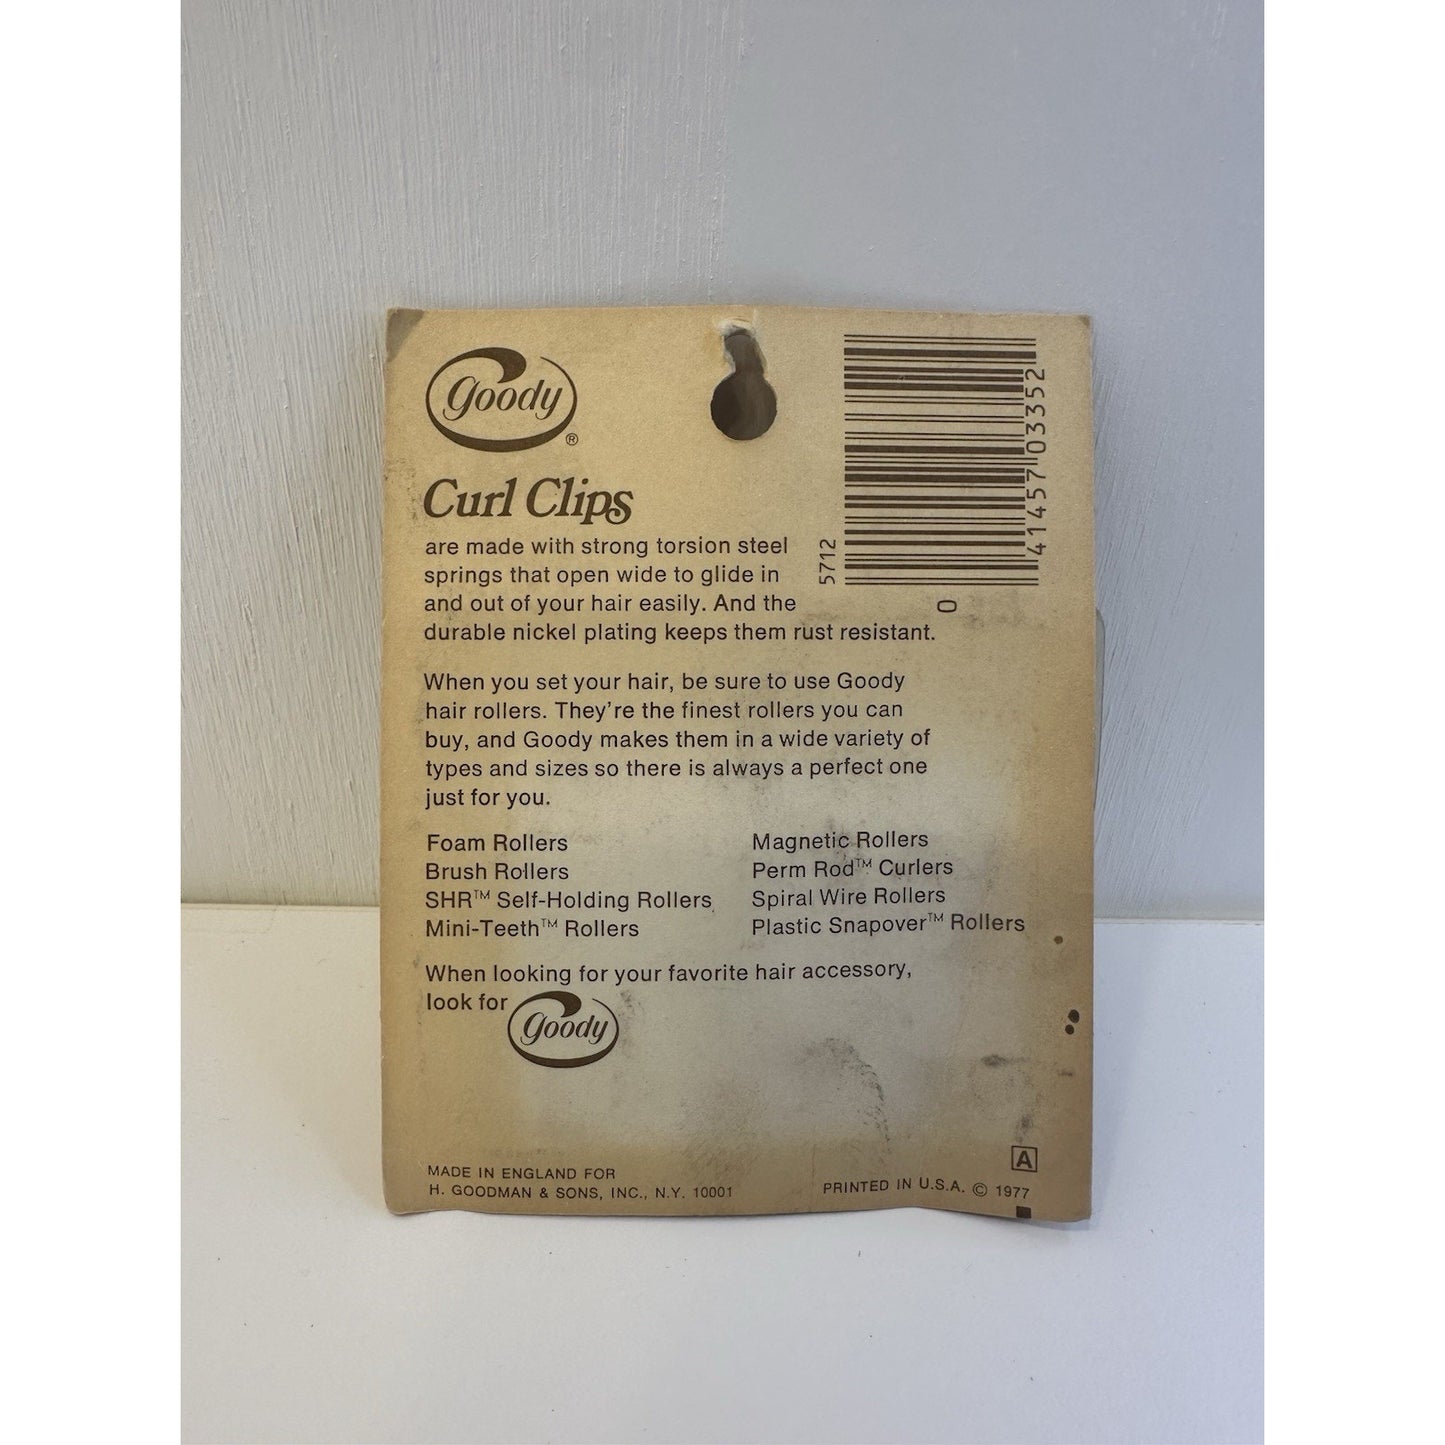 Goody®
Curl Clips
are made with strong torsion steel
springs that open wide to glide in
and out of your hair easily. And the
durable nickel plating keeps them rust resistant.
5712
41457 03352
0
When you set your hair, be sure to use Goody
hair rollers. They're the finest rollers you can
buy, and Goody makes them in a wide variety of
types and sizes so there is always a perfect one
just for you.
Foam Rollers
Brush Rollers
SHR™ Self-Holding Rollers
Mini-Teeth™ Rollers
Magnetic Rollers
Perm Rod™ Curlers
Spiral Wire Rollers
Plastic Snapover™ Rollers
When looking for your favorite hair accessory,
look for Goody
MADE IN ENGLAND FOR
H. GOODMAN & SONS, INC., N.Y. 10001
A
PRINTED IN U.S.A. © 1977